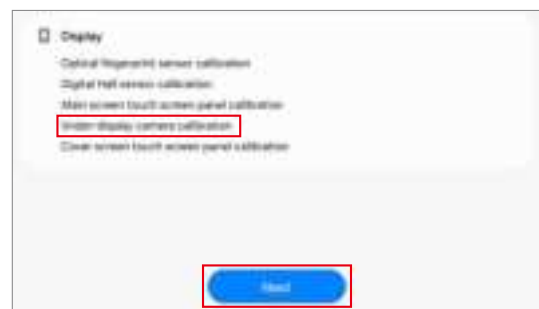 Display
Optical fingerprint sensor calibration
Digital Hall sensor calibration
Main screen touch screen panel calibration
Under-display camera calibration
Cover screen touch screen panel calibration
Next